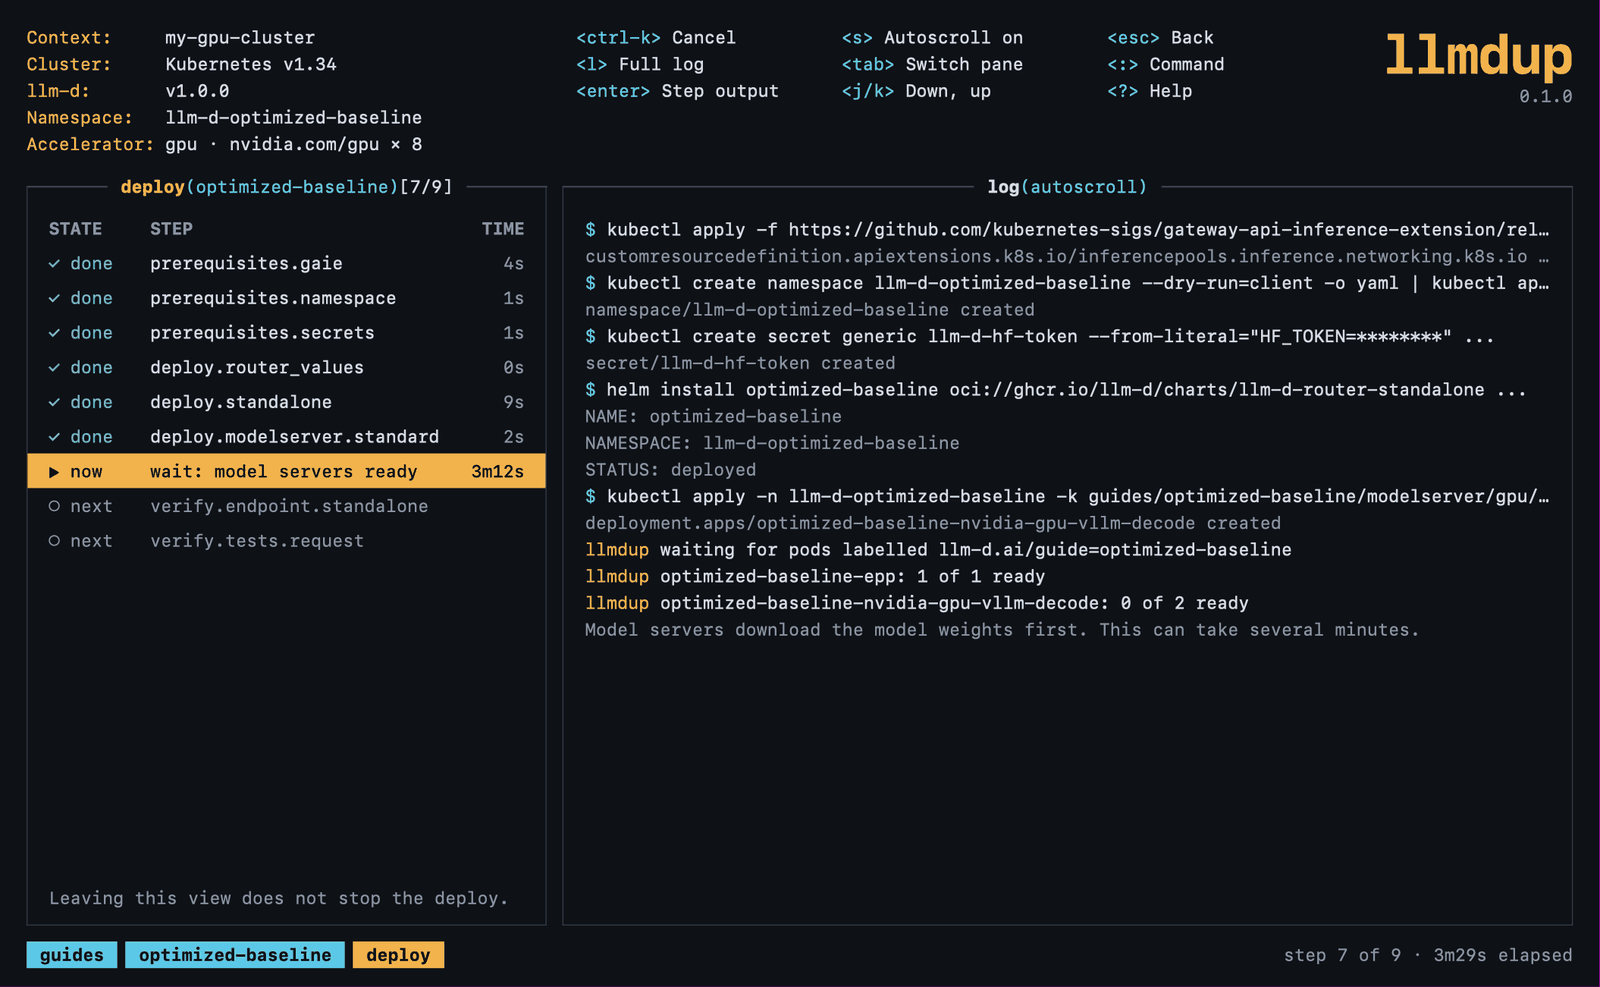 Context: my-gpu-cluster
Cluster: Kubernetes v1.34
llm-d: v1.0.0
Namespace: llm-d-optimized-baseline
Accelerator: gpu · nvidia.com/gpu × 8
<ctrl-k> Cancel
<l> Full log
<enter> Step output
<s> Autoscroll on
<tab> Switch pane
<j/k> Down, up
<esc> Back
<:> Command
<?> Help
llmdup
0.1.0
deploy(optimized-baseline)[7/9]
STATE STEP TIME
✓ done prerequisites.gaie 4s
✓ done prerequisites.namespace 1s
✓ done prerequisites.secrets 1s
✓ done deploy.router_values 0s
✓ done deploy.standalone 9s
✓ done deploy.modelserver.standard 2s
▶ now wait: model servers ready 3m12s
○ next verify.endpoint.standalone
○ next verify.tests.request
Leaving this view does not stop the deploy.
log(autoscroll)
$ kubectl apply -f https://github.com/kubernetes-sigs/gateway-api-inference-extension/rel…
customresourcedefinition.apiextensions.k8s.io/inferencepools.inference.networking.k8s.io …
$ kubectl create namespace llm-d-optimized-baseline --dry-run=client -o yaml | kubectl ap…
namespace/llm-d-optimized-baseline created
$ kubectl create secret generic llm-d-hf-token --from-literal="HF_TOKEN=********" ...
secret/llm-d-hf-token created
$ helm install optimized-baseline oci://ghcr.io/llm-d/charts/llm-d-router-standalone ...
NAME: optimized-baseline
NAMESPACE: llm-d-optimized-baseline
STATUS: deployed
$ kubectl apply -n llm-d-optimized-baseline -k guides/optimized-baseline/modelserver/gpu/…
deployment.apps/optimized-baseline-nvidia-gpu-vllm-decode created
llmdup waiting for pods labelled llm-d.ai/guide=optimized-baseline
llmdup optimized-baseline-epp: 1 of 1 ready
llmdup optimized-baseline-nvidia-gpu-vllm-decode: 0 of 2 ready
Model servers download the model weights first. This can take several minutes.
guides optimized-baseline deploy
step 7 of 9 · 3m29s elapsed